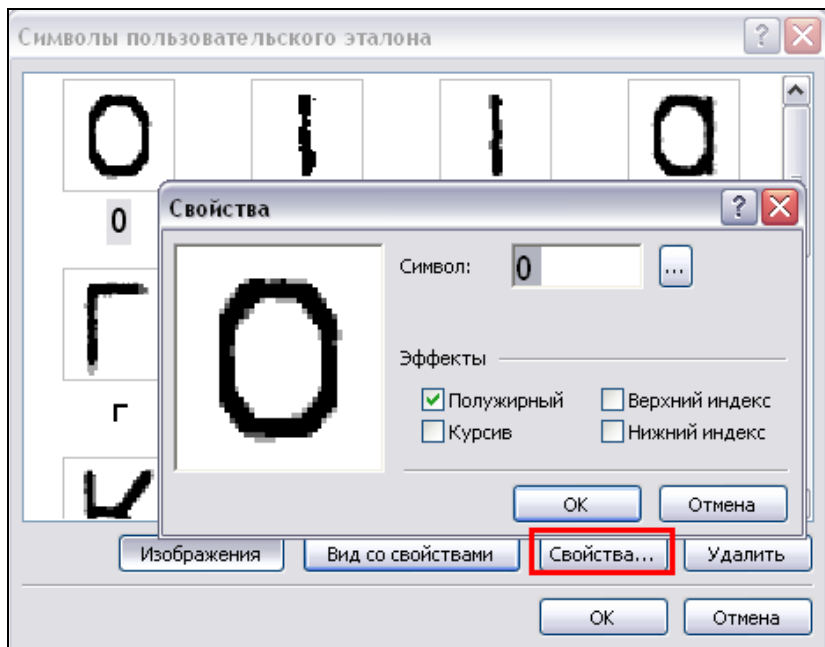 Символы пользовательского эталона
0
Свойства
Символ: 0 ...
Эффекты
Полужирный Верхний индекс
г
Курсив Нижний индекс
ОК Отмена
Изображения Вид со свойствами Свойства... Удалить
ОК Отмена